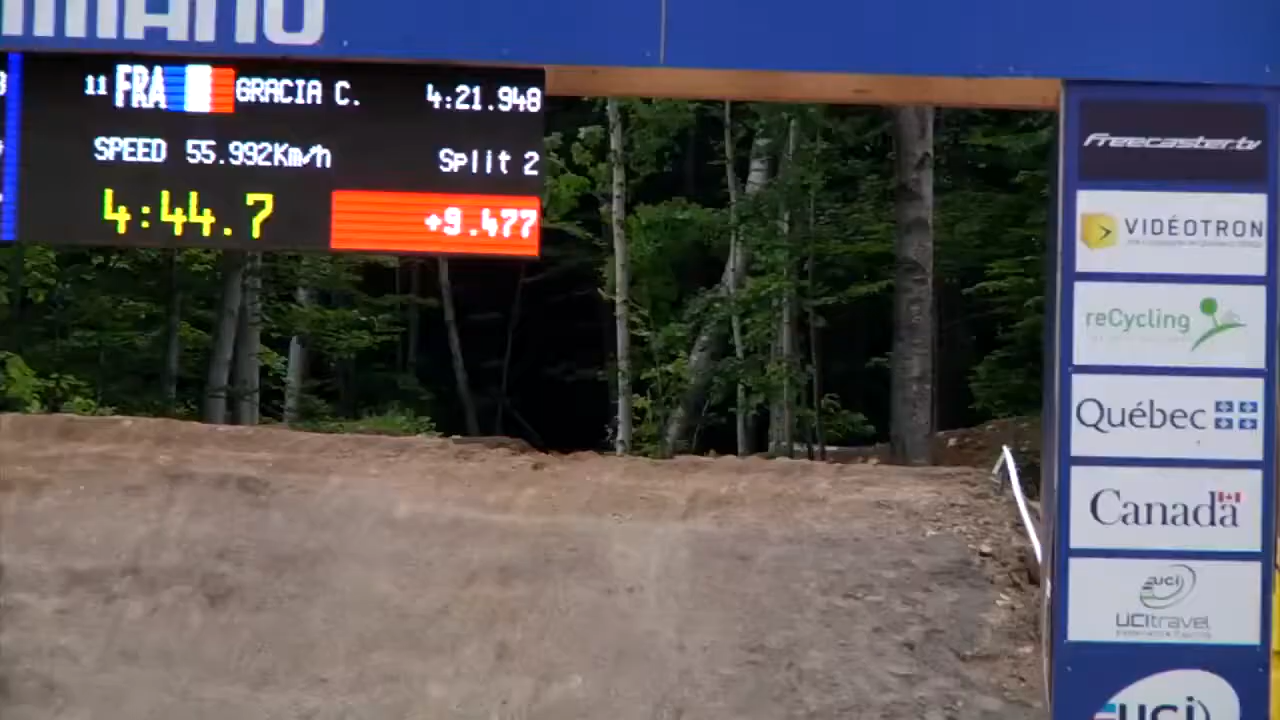 11 FRA GRACIA C. 4:21.948
SPEED 55.992Km/h Split 2
4:44.7 +9.477
Freecaster.tv
VIDÉOTRON
reCycling
Québec
Canada
uci
UCItravel
uci